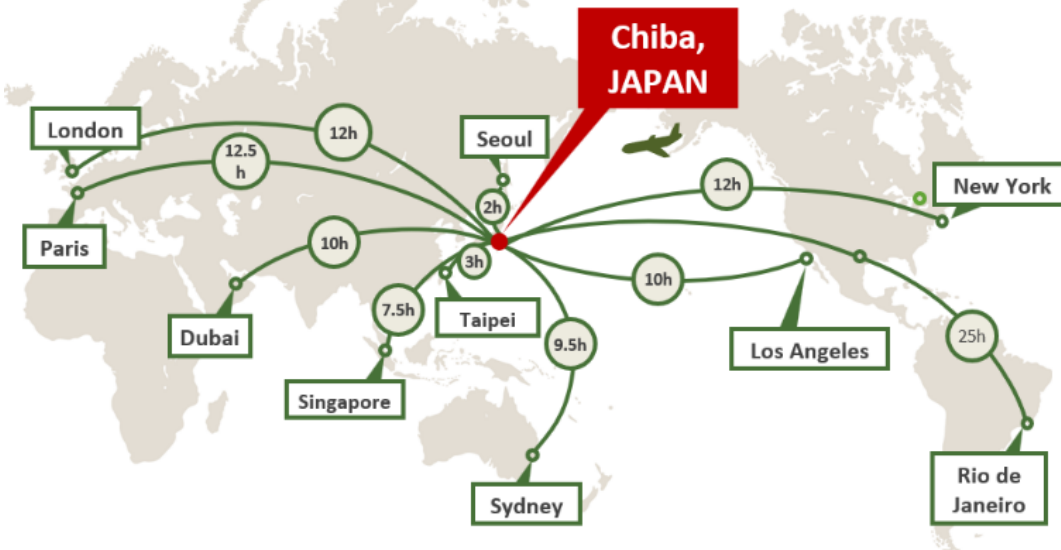 Chiba,
JAPAN
London
12h
Seoul
12.5
h
12h
New York
2h
Paris
10h
3h
10h
7.5h
Taipei
Dubai
9.5h
Los Angeles
25h
Singapore
Rio de
Janeiro
Sydney